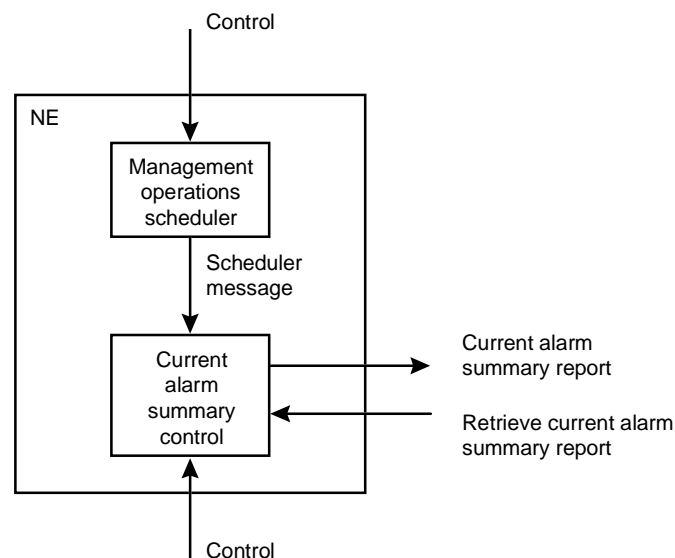 Control
NE
Management
operations
scheduler
Scheduler
message
Current
alarm
summary
control
Current alarm
summary report
Retrieve current alarm
summary report
Control